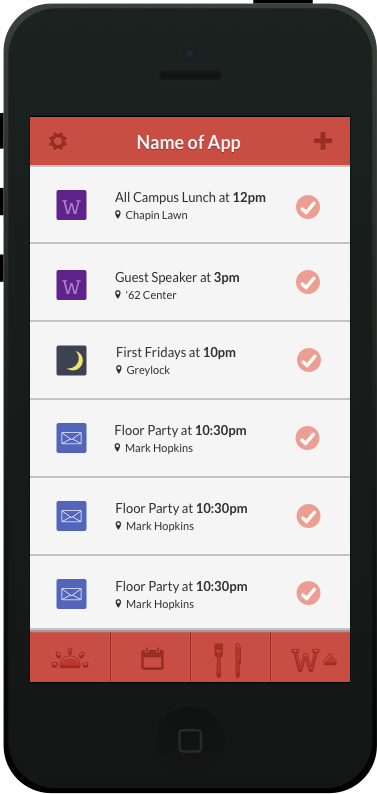 Name of App
W
All Campus Lunch at 12pm
Chapin Lawn
W
Guest Speaker at 3pm
'62 Center
First Fridays at 10pm
Greylock
Floor Party at 10:30pm
Mark Hopkins
Floor Party at 10:30pm
Mark Hopkins
Floor Party at 10:30pm
Mark Hopkins
W